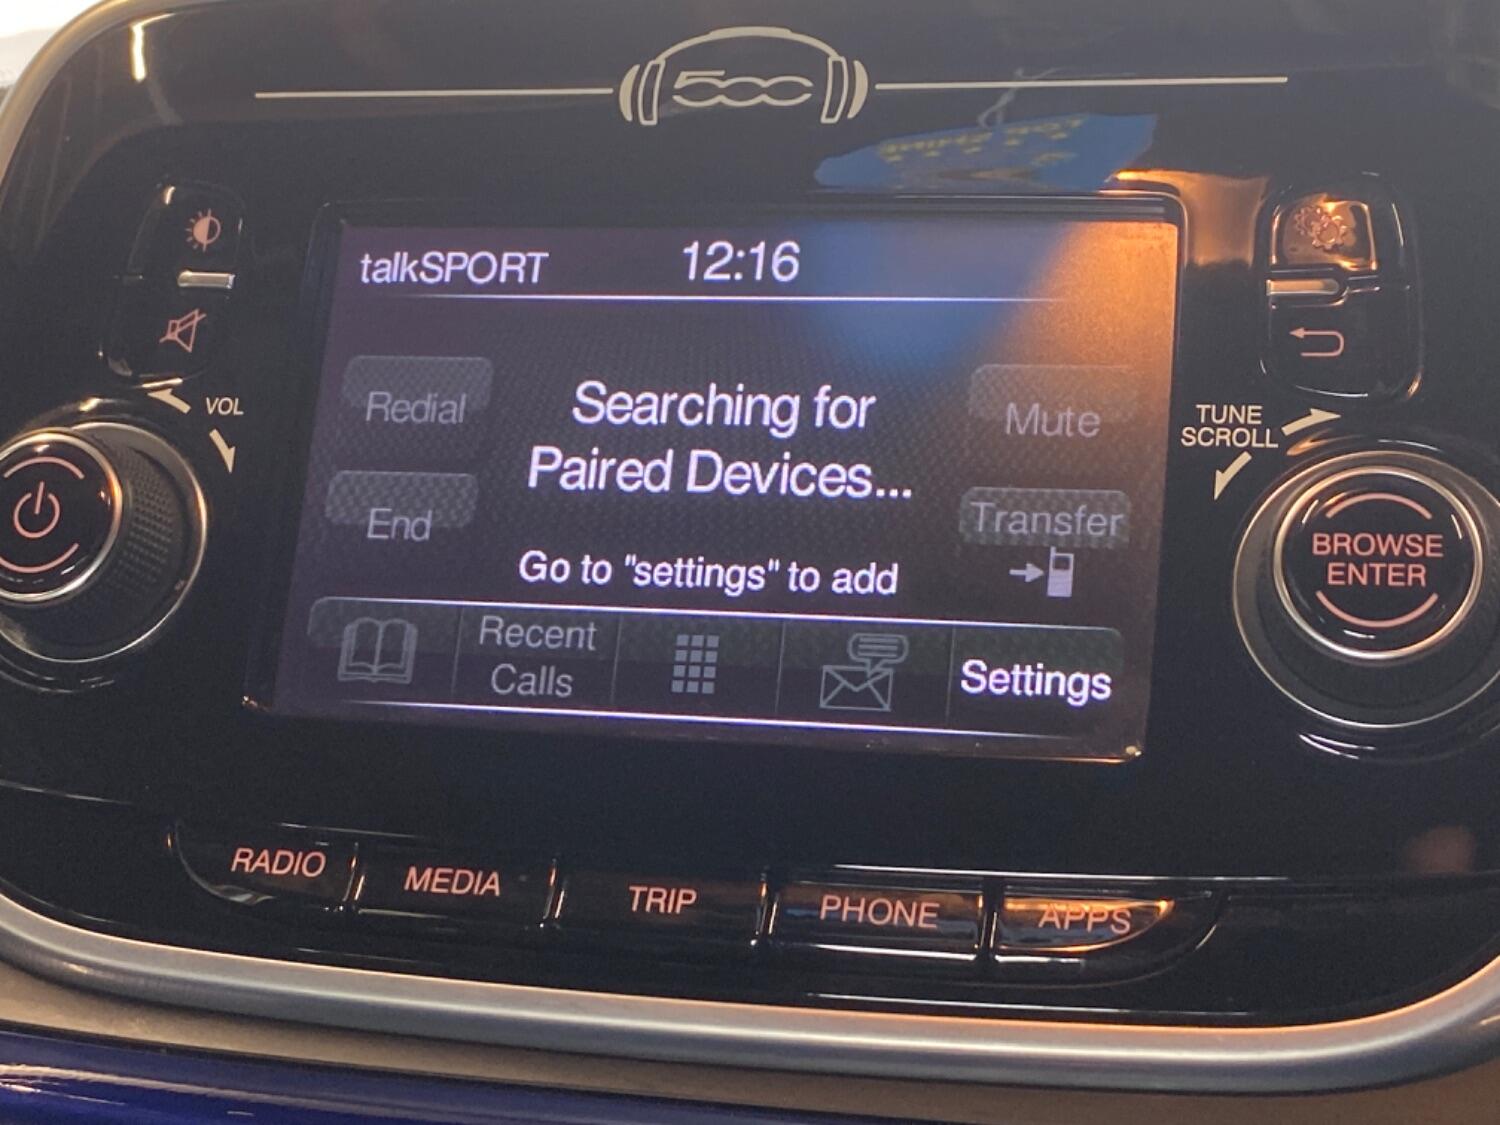 500
talkSPORT 12:16
VOL
TUNE
SCROLL
Redial
Searching for
Paired Devices...
Mute
End
Transfer
Go to "settings" to add
Recent
Calls
Settings
BROWSE
ENTER
RADIO MEDIA TRIP PHONE APPS